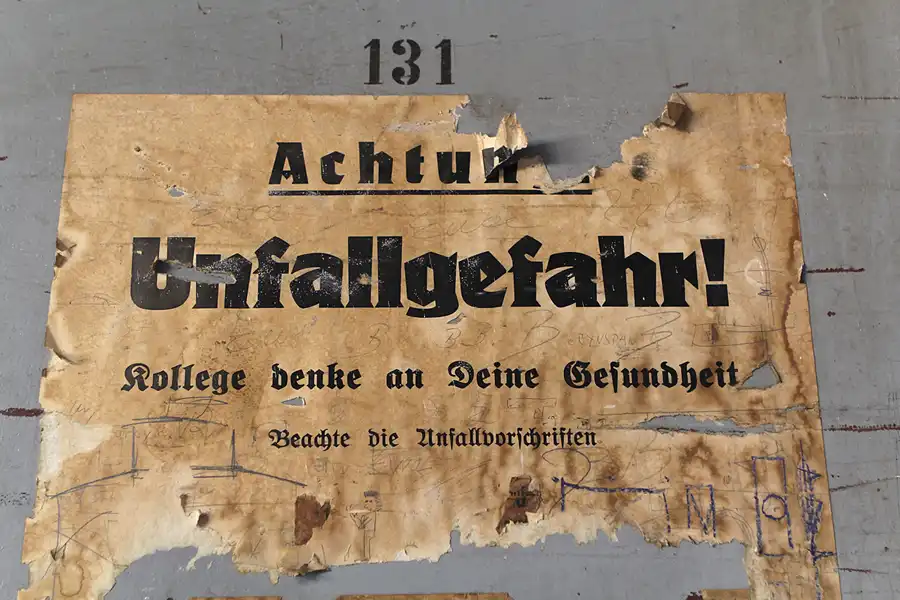 131
Achtun
Unfallgefahr!
Kollege denke an Deine Gesundheit
Beachte die Unfallvorschriften